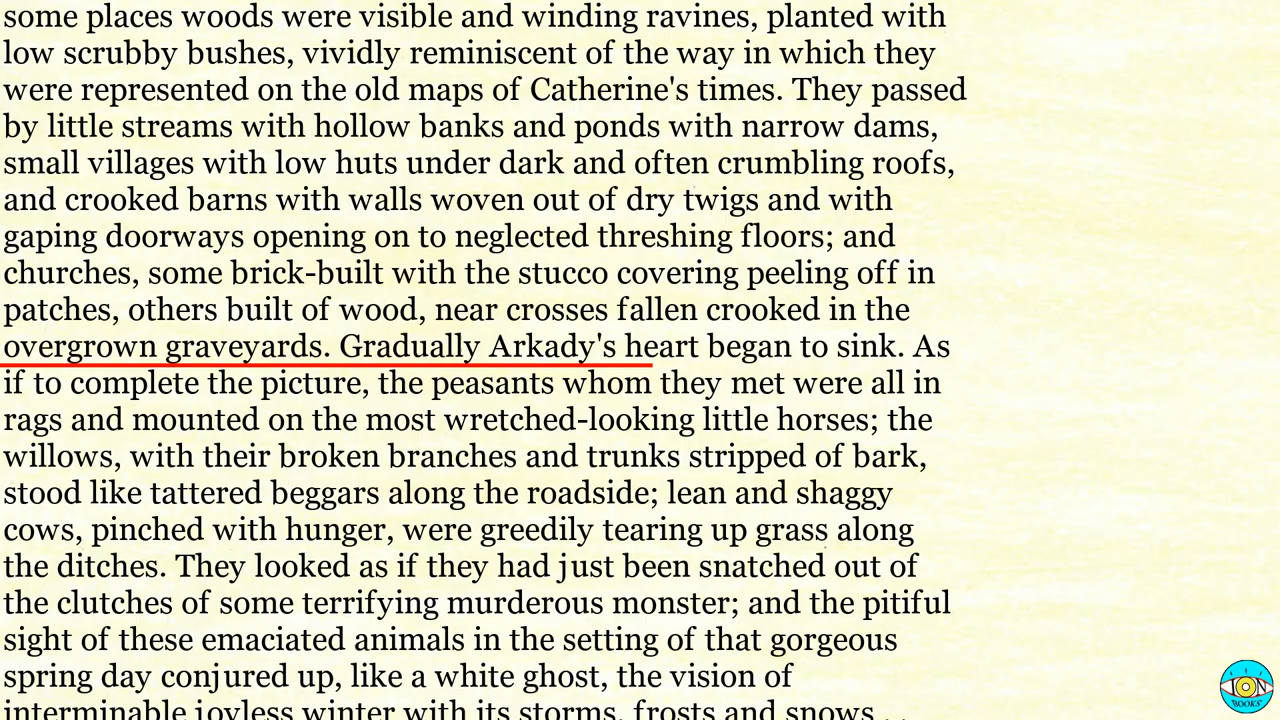 some places woods were visible and winding ravines, planted with
low scrubby bushes, vividly reminiscent of the way in which they
were represented on the old maps of Catherine's times. They passed
by little streams with hollow banks and ponds with narrow dams,
small villages with low huts under dark and often crumbling roofs,
and crooked barns with walls woven out of dry twigs and with
gaping doorways opening on to neglected threshing floors; and
churches, some brick-built with the stucco covering peeling off in
patches, others built of wood, near crosses fallen crooked in the
overgrown graveyards. Gradually Arkady's heart began to sink. As
if to complete the picture, the peasants whom they met were all in
rags and mounted on the most wretched-looking little horses; the
willows, with their broken branches and trunks stripped of bark,
stood like tattered beggars along the roadside; lean and shaggy
cows, pinched with hunger, were greedily tearing up grass along
the ditches. They looked as if they had just been snatched out of
the clutches of some terrifying murderous monster; and the pitiful
sight of these emaciated animals in the setting of that gorgeous
spring day conjured up, like a white ghost, the vision of
interminable joyless winter with its storms, frosts and snows . .
ION
BOOKS